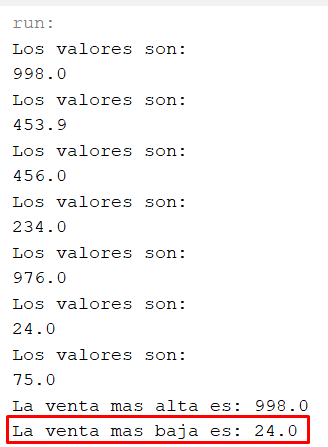 run:
Los valores son:
998.0
Los valores son:
453.9
Los valores son:
456.0
Los valores son:
234.0
Los valores son:
976.0
Los valores son:
24.0
Los valores son:
75.0
La venta mas alta es: 998.0
La venta mas baja es: 24.0